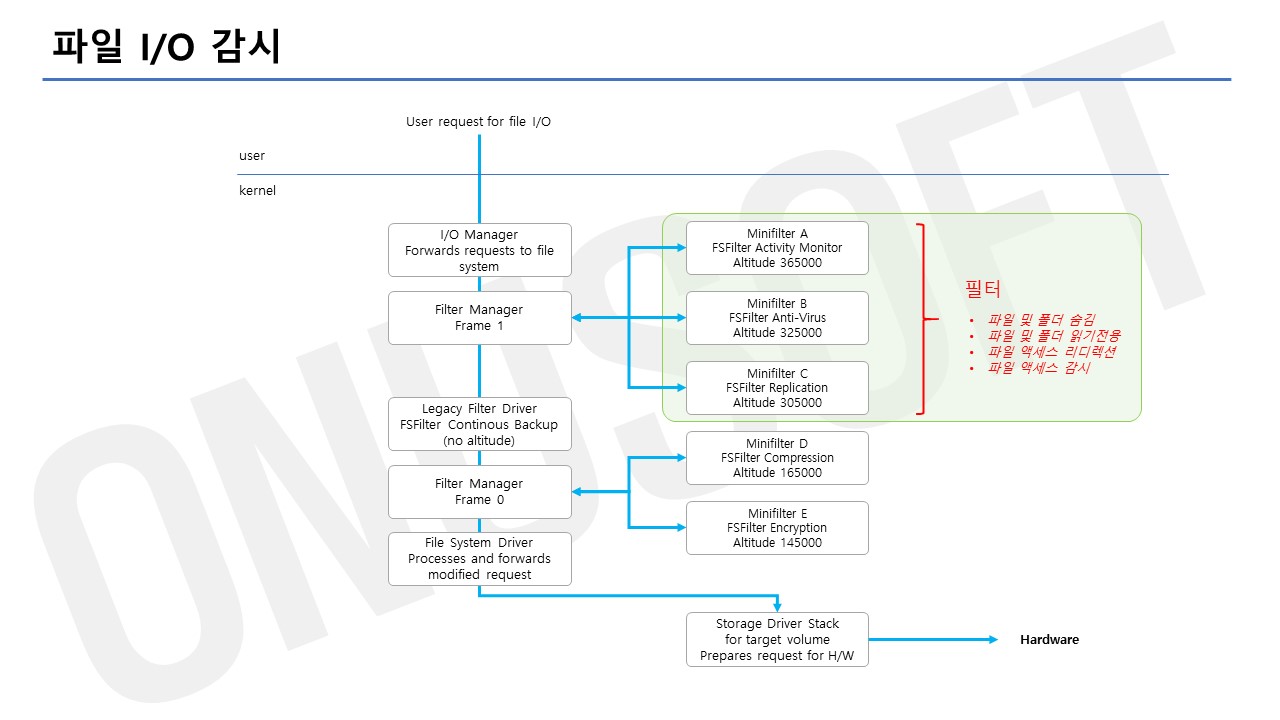 파일 I/O 감시
User request for file I/O
user
kernel
I/O Manager
Forwards requests to file
system
Filter Manager
Frame 1
Legacy Filter Driver
FSFilter Continous Backup
(no altitude)
Filter Manager
Frame 0
File System Driver
Processes and forwards
modified request
Minifilter A
FSFilter Activity Monitor
Altitude 365000
Minifilter B
FSFilter Anti-Virus
Altitude 325000
Minifilter C
FSFilter Replication
Altitude 305000
Minifilter D
FSFilter Compression
Altitude 165000
Minifilter E
FSFilter Encryption
Altitude 145000
필터
• 파일 및 폴더 숨김
• 파일 및 폴더 읽기전용
• 파일 액세스 리디렉션
• 파일 액세스 감시
Storage Driver Stack
for target volume
Prepares request for H/W
Hardware
ONUSOFT